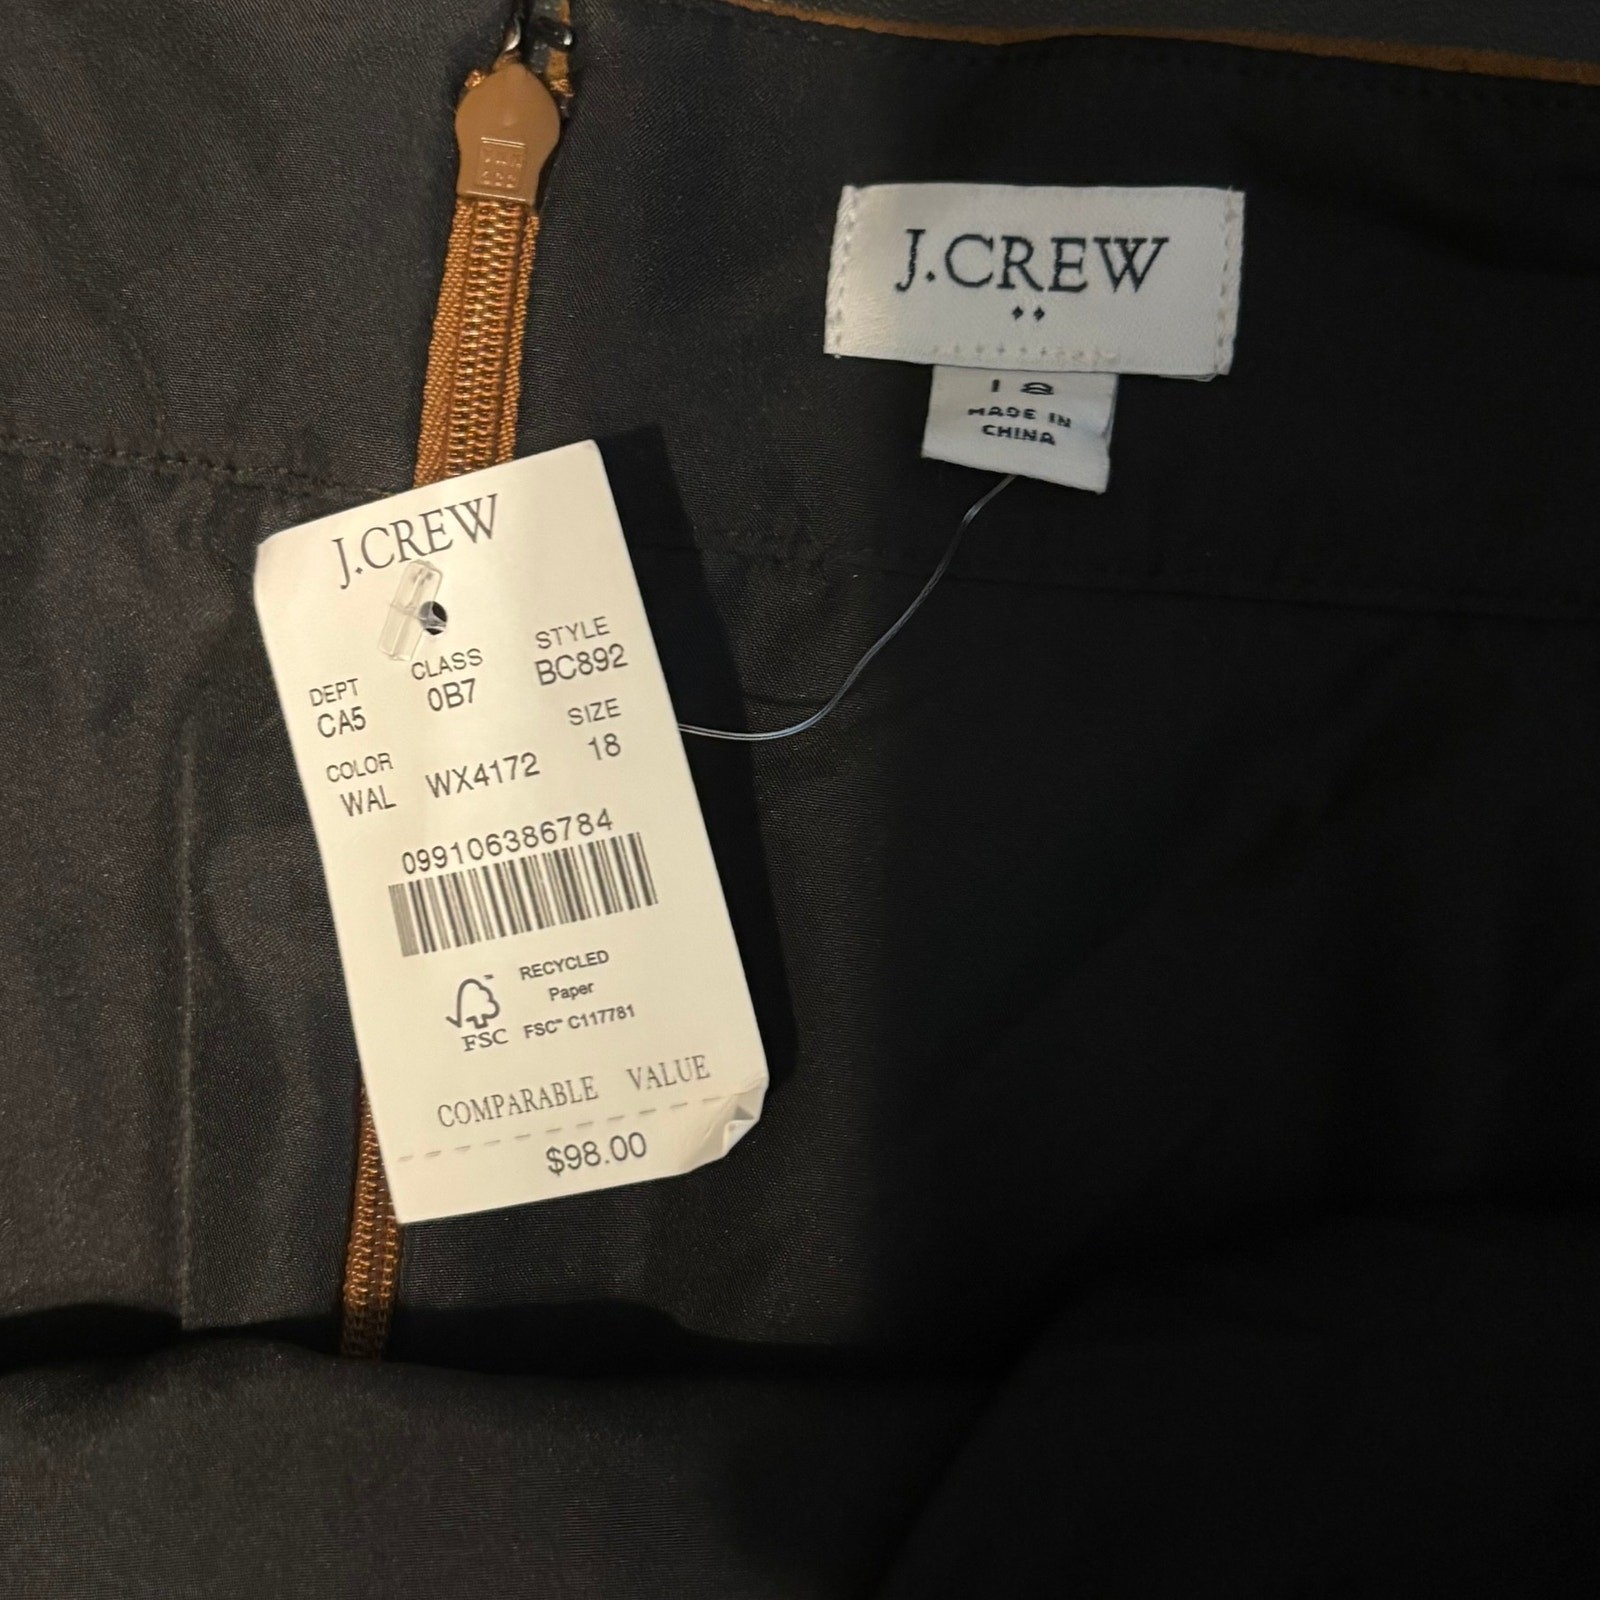 J.CREW
18
MADE IN
CHINA
J.CREW
DEPT CLASS STYLE
CA5 0B7 BC892
COLOR SIZE
WAL WX4172 18
099106386784
RECYCLED
Paper
FSC™ C117781
FSC
COMPARABLE VALUE
$98.00